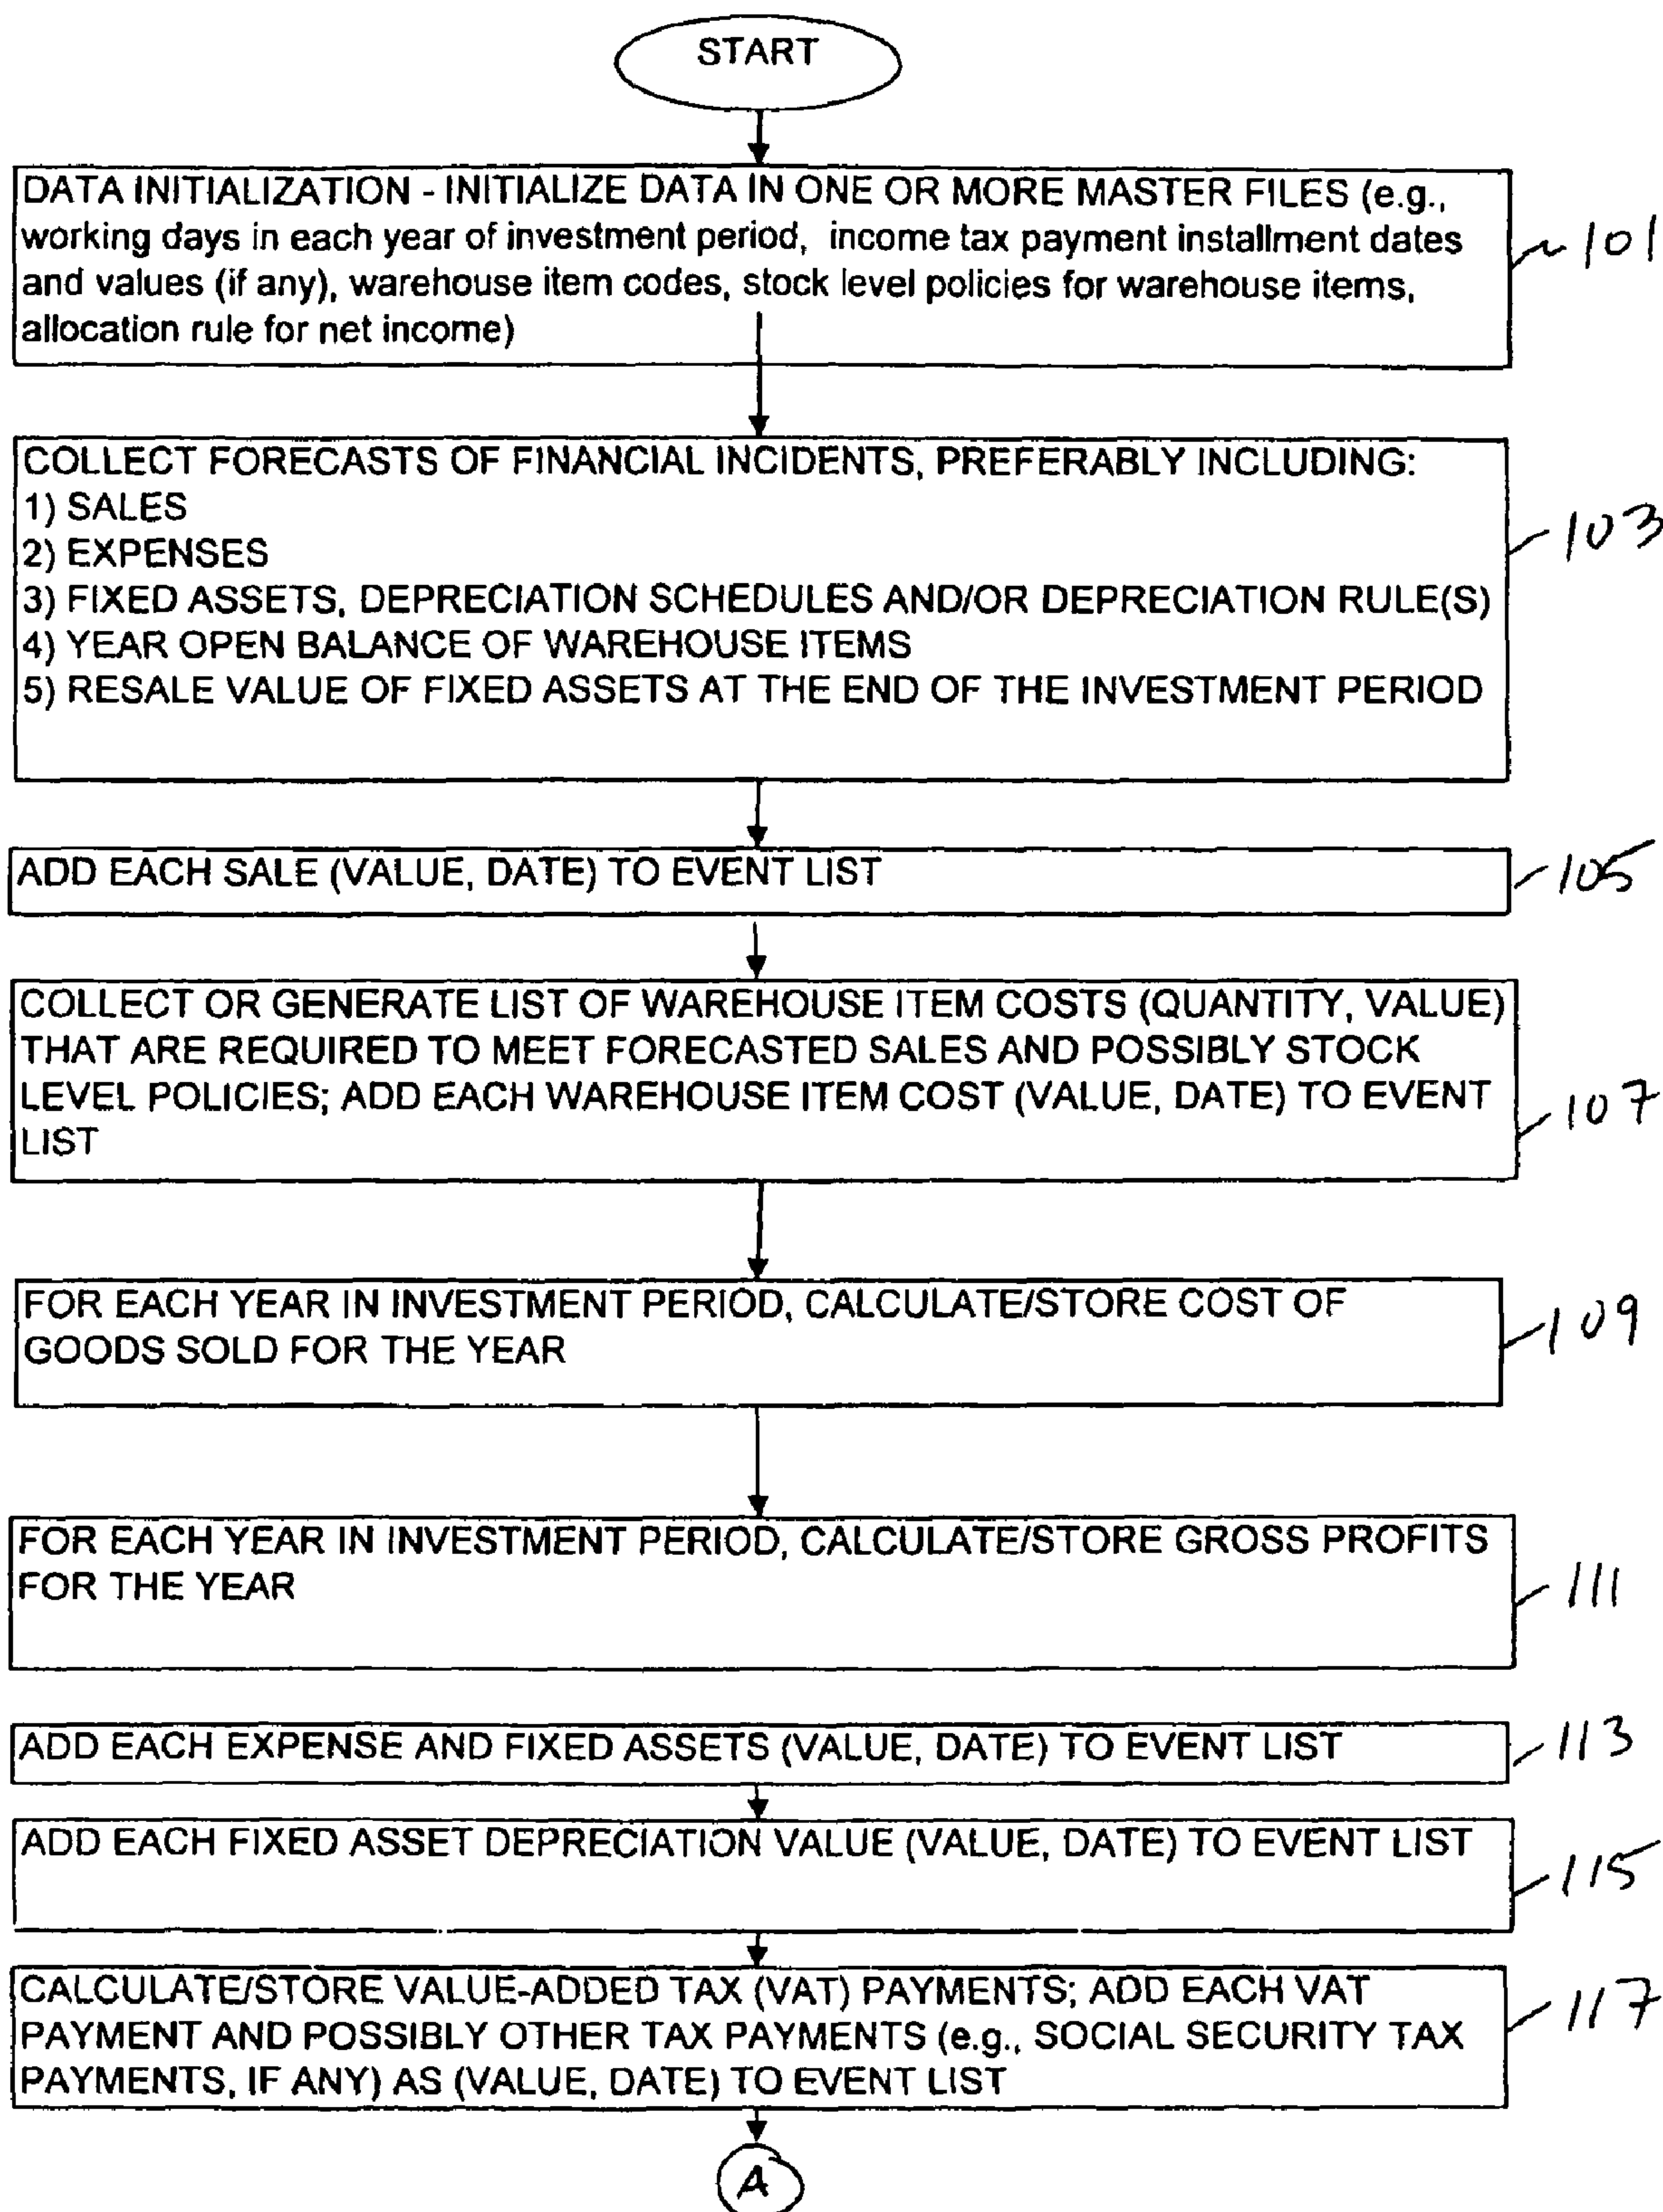 START
DATA INITIALIZATION - INITIALIZE DATA IN ONE OR MORE MASTER FILES (e.g.,
working days in each year of investment period, income tax payment installment dates
and values (if any), warehouse item codes, stock level policies for warehouse items,
allocation rule for net income)
101
COLLECT FORECASTS OF FINANCIAL INCIDENTS, PREFERABLY INCLUDING:
1) SALES
2) EXPENSES
3) FIXED ASSETS, DEPRECIATION SCHEDULES AND/OR DEPRECIATION RULE(S)
4) YEAR OPEN BALANCE OF WAREHOUSE ITEMS
5) RESALE VALUE OF FIXED ASSETS AT THE END OF THE INVESTMENT PERIOD
103
ADD EACH SALE (VALUE, DATE) TO EVENT LIST
105
COLLECT OR GENERATE LIST OF WAREHOUSE ITEM COSTS (QUANTITY, VALUE)
THAT ARE REQUIRED TO MEET FORECASTED SALES AND POSSIBLY STOCK
LEVEL POLICIES; ADD EACH WAREHOUSE ITEM COST (VALUE, DATE) TO EVENT
LIST
107
FOR EACH YEAR IN INVESTMENT PERIOD, CALCULATE/STORE COST OF
GOODS SOLD FOR THE YEAR
109
FOR EACH YEAR IN INVESTMENT PERIOD, CALCULATE/STORE GROSS PROFITS
FOR THE YEAR
111
ADD EACH EXPENSE AND FIXED ASSETS (VALUE, DATE) TO EVENT LIST
113
ADD EACH FIXED ASSET DEPRECIATION VALUE (VALUE, DATE) TO EVENT LIST
115
CALCULATE/STORE VALUE-ADDED TAX (VAT) PAYMENTS; ADD EACH VAT
PAYMENT AND POSSIBLY OTHER TAX PAYMENTS (e.g., SOCIAL SECURITY TAX
PAYMENTS, IF ANY) AS (VALUE, DATE) TO EVENT LIST
117
A